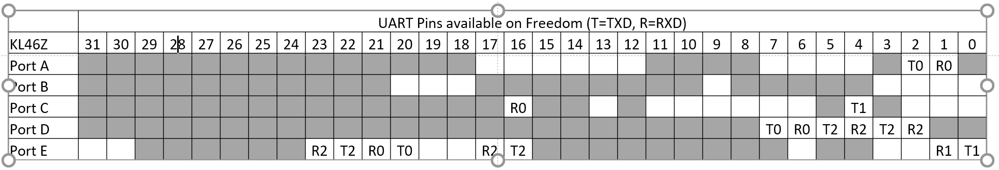 UART Pins available on Freedom (T=TXD, R=RXD)
KL46Z 31 30 29 28 27 26 25 24 23 22 21 20 19 18 17 16 15 14 13 12 11 10 9 8 7 6 5 4 3 2 1 0
Port A T0 R0
Port B
Port C R0 T1
Port D T0 R0 T2 R2 T2 R2
Port E R2 T2 R0 T0 R2 T2 R1 T1